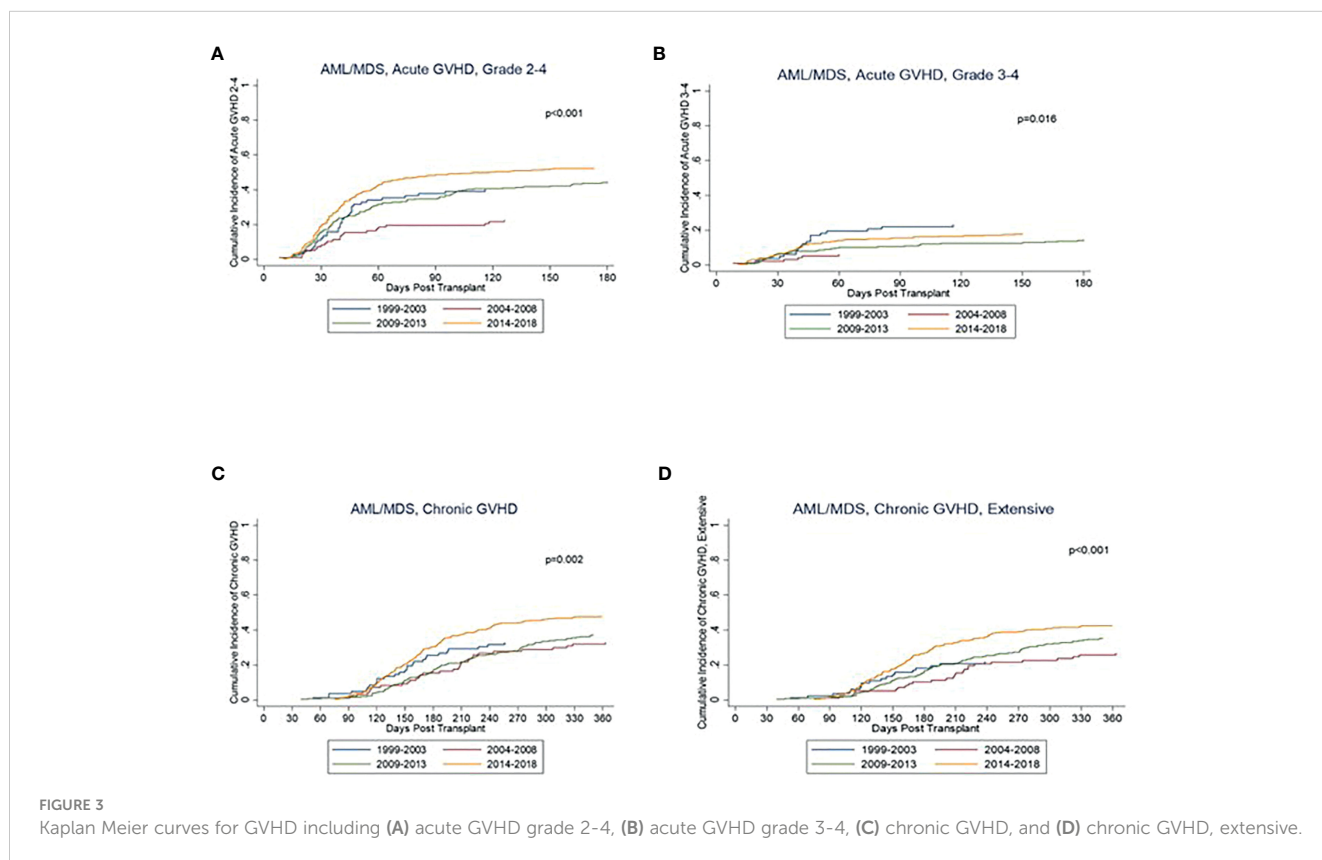 A
AML/MDS, Acute GVHD, Grade 2-4
Cumulative Incidence of Acute GVHD 2-4
0 .2 .4 .6 .8 1
p<0.001
0 30 60 90 120 150 180
Days Post Transplant
1999-2003 2004-2008
2009-2013 2014-2018
B
AML/MDS, Acute GVHD, Grade 3-4
Cumulative Incidence of Acute GVHD 3-4
0 .2 .4 .6 .8 1
p=0.016
0 30 60 90 120 150 180
Days Post Transplant
1999-2003 2004-2008
2009-2013 2014-2018
C
AML/MDS, Chronic GVHD
Cumulative Incidence of Chronic GVHD
0 .2 .4 .6 .8 1
p=0.002
0 30 60 90 120 150 180 210 240 270 300 330 360
Days Post Transplant
1999-2003 2004-2008
2009-2013 2014-2018
D
AML/MDS, Chronic GVHD, Extensive
Cumulative Incidence of Chronic GVHD, Extensive
0 .2 .4 .6 .8 1
p<0.001
0 30 60 90 120 150 180 210 240 270 300 330 360
Days Post Transplant
1999-2003 2004-2008
2009-2013 2014-2018
FIGURE 3
Kaplan Meier curves for GVHD including (A) acute GVHD grade 2-4, (B) acute GVHD grade 3-4, (C) chronic GVHD, and (D) chronic GVHD, extensive.